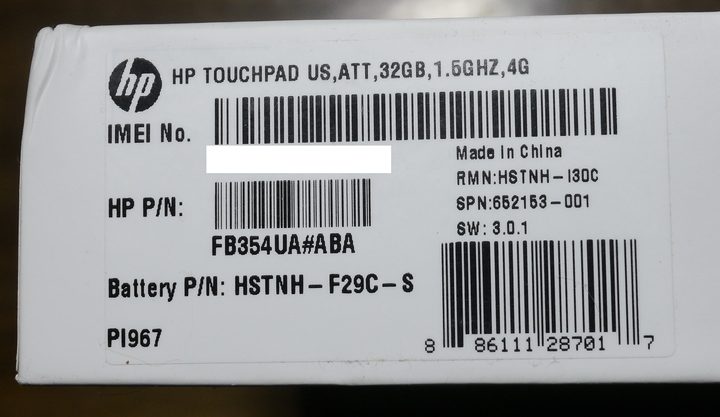 hp HP TOUCHPAD US,ATT,32GB,1.5GHZ,4G
IMEI No.
Made In China
RMN:HSTNH-I30C
HP P/N:
SPN:652153-001
FB354UA#ABA
SW: 3.0.1
Battery P/N: HSTNH-F29C-S
PI967
8 86111 28701 7